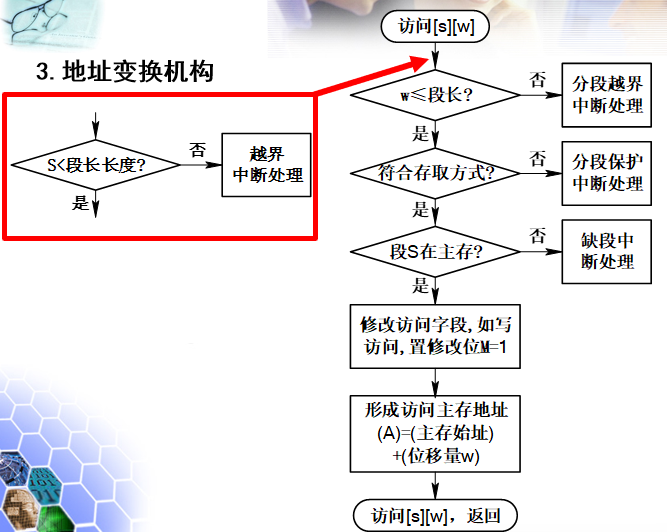 3. 地址变换机构
S<段长长度?
否
越界
中断处理
是
访问[s][w]
w≤段长?
否
分段越界
中断处理
是
符合存取方式?
否
分段保护
中断处理
是
段S在主存?
否
缺段中
断处理
是
修改访问字段,如写
访问,置修改位M=1
形成访问主存地址
(A)=(主存始址)
+(位移量w)
访问[s][w]，返回